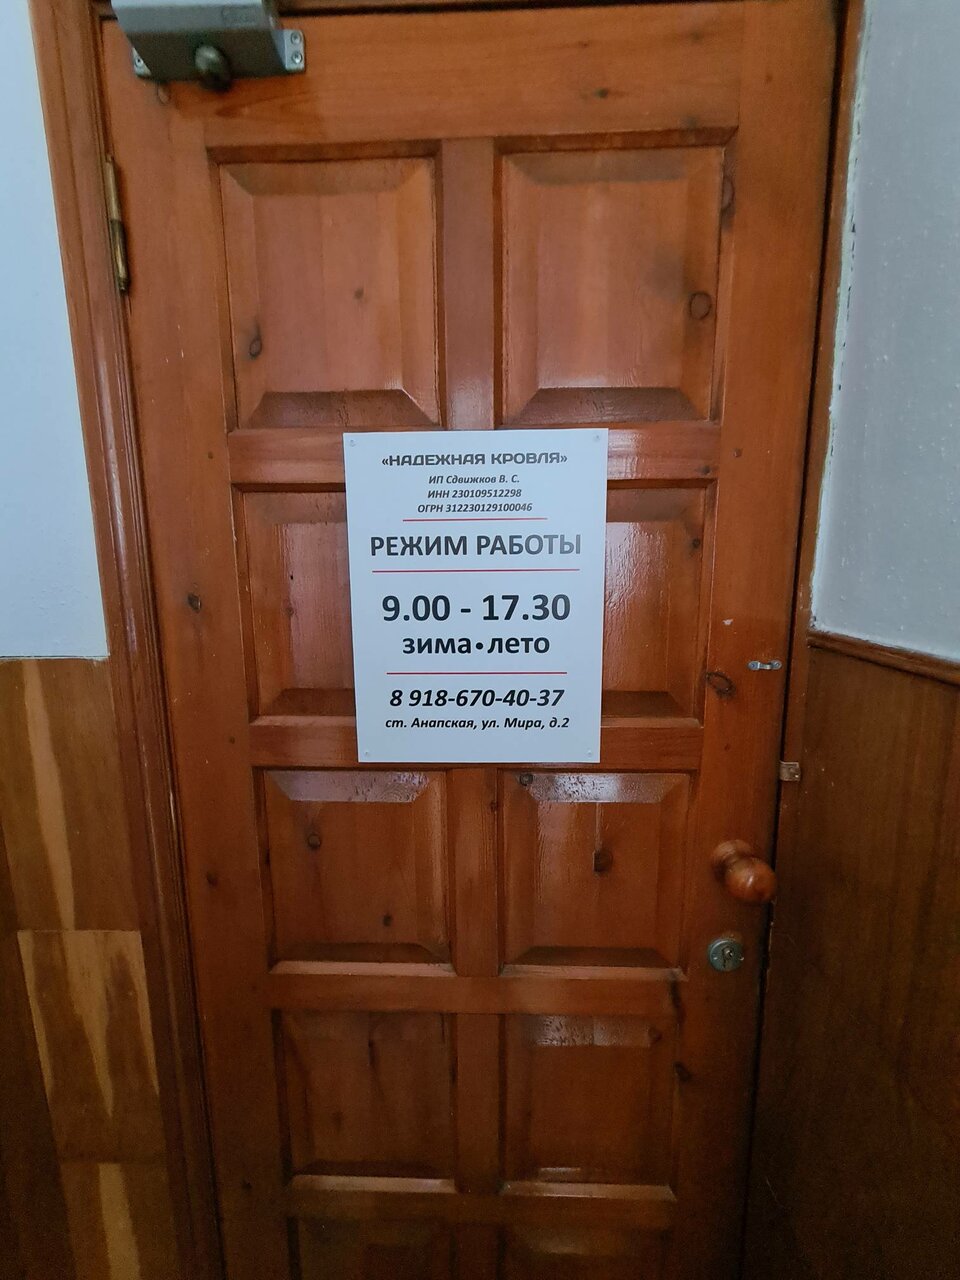 «НАДЕЖНАЯ КРОВЛЯ»
ИП Сдвижков В. С.
ИНН 230109512298
ОГРН 312230129100046
РЕЖИМ РАБОТЫ
9.00 - 17.30
зима•лето
8 918-670-40-37
ст. Анапская, ул. Мира, д.2